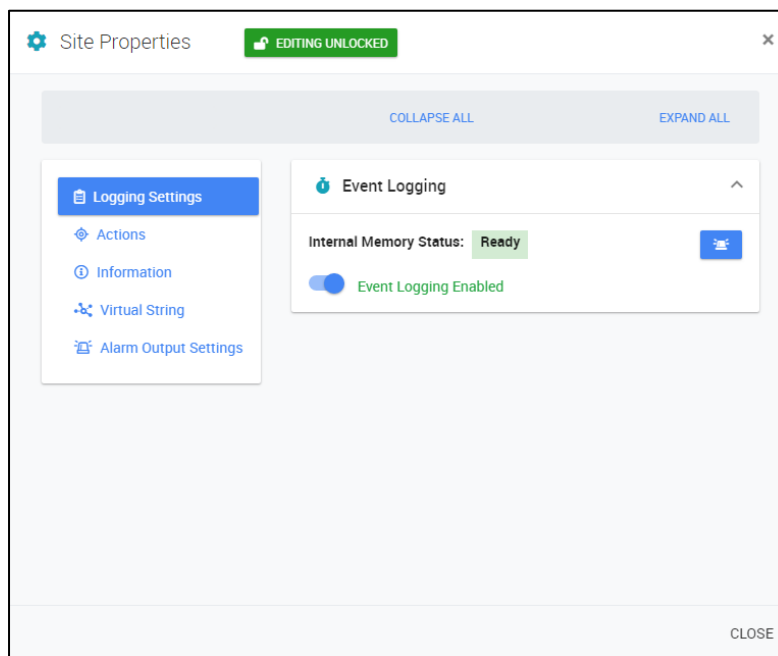 Site Properties
EDITING UNLOCKED
COLLAPSE ALL
EXPAND ALL
Logging Settings
Actions
Information
Virtual String
Alarm Output Settings
Event Logging
Internal Memory Status: Ready
Event Logging Enabled
CLOSE